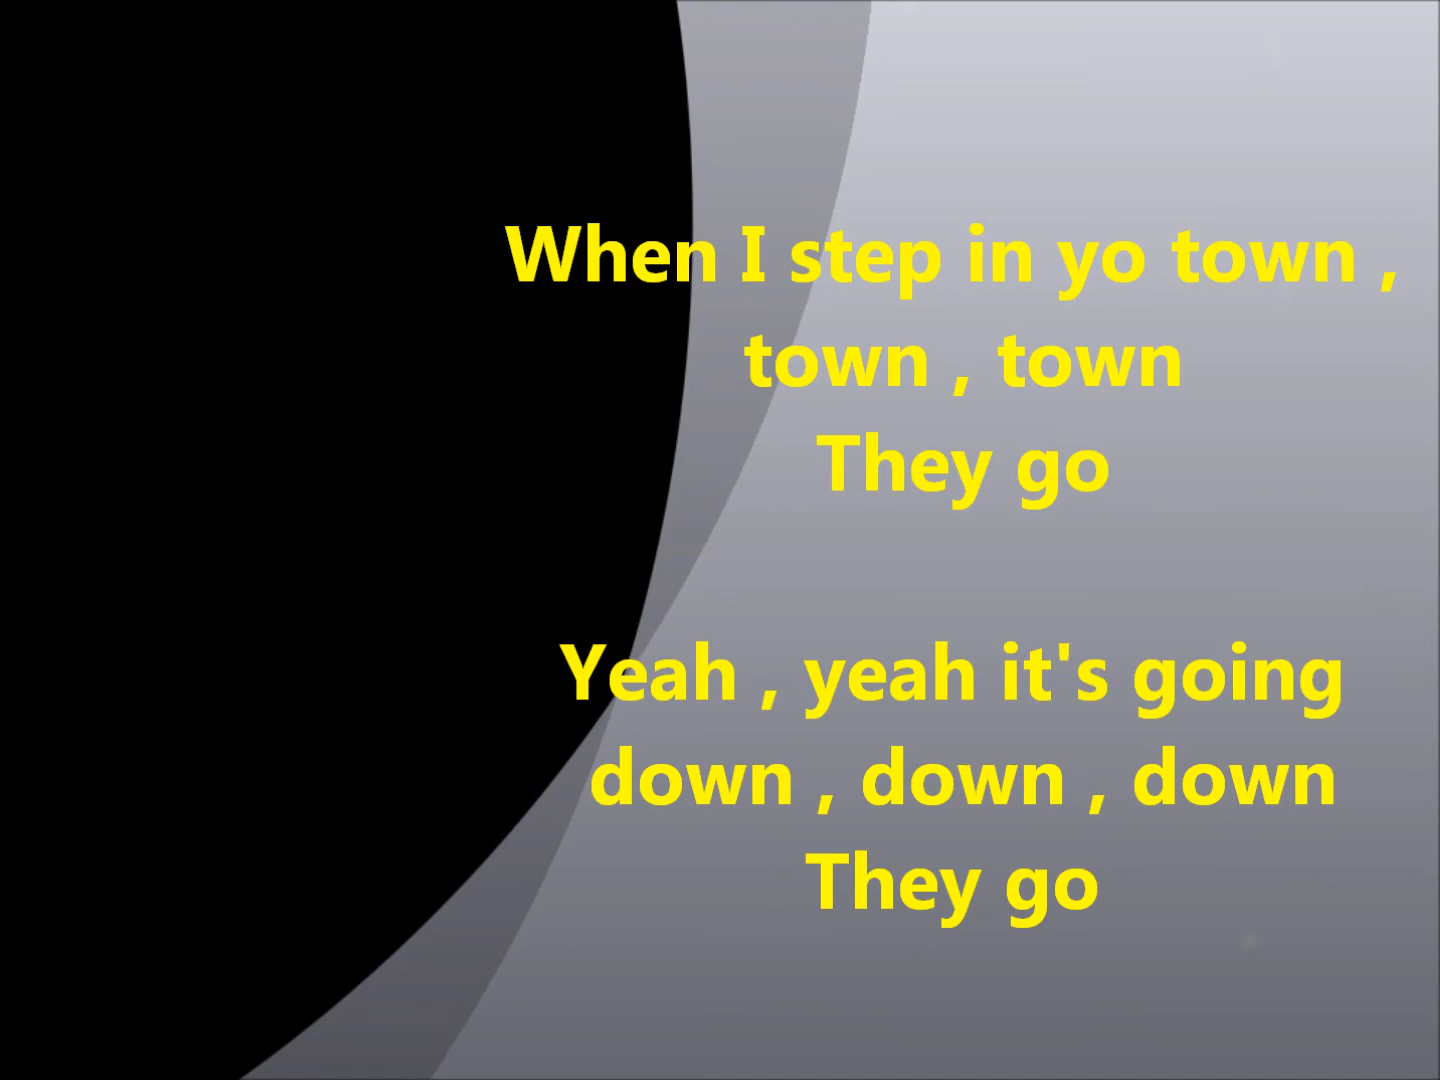 When I step in yo town ,
town , town
They go
Yeah , yeah it's going
down , down , down
They go